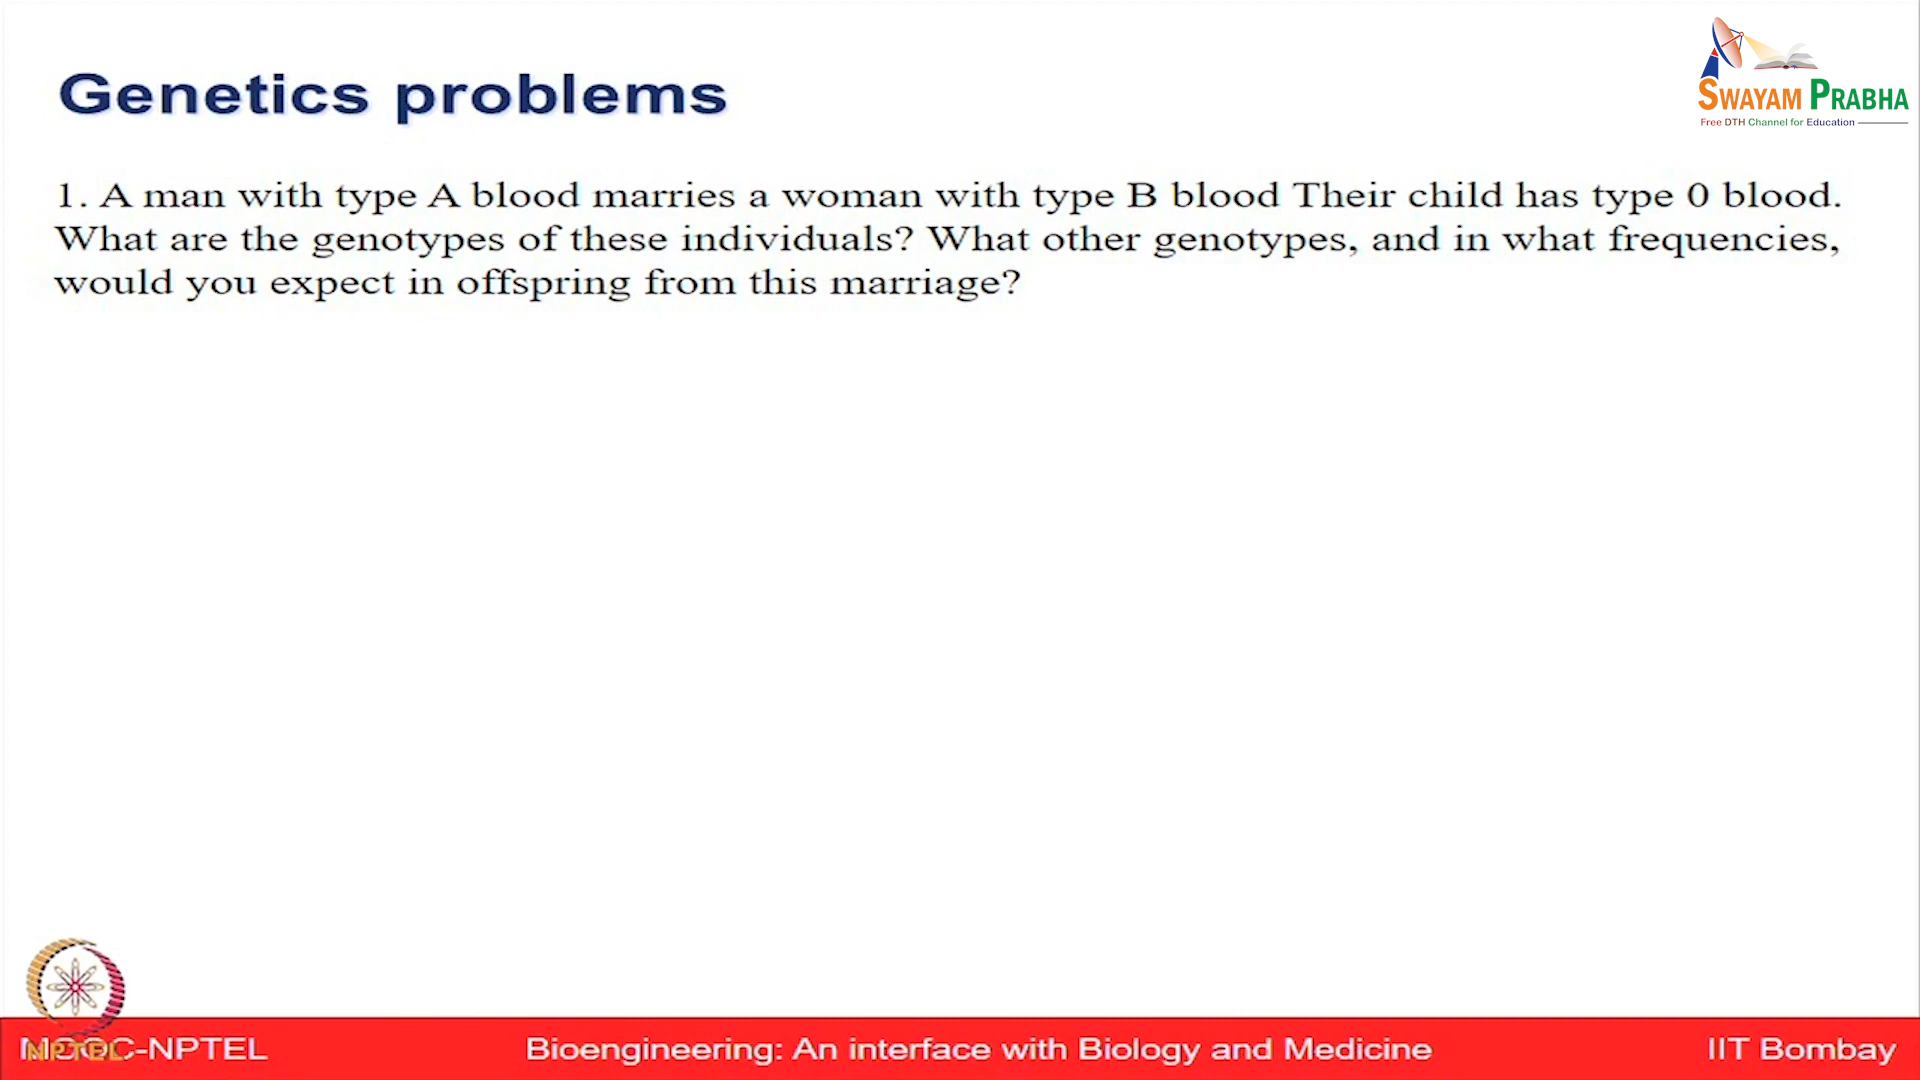 Genetics problems
SWAYAM PRABHA
Free DTH Channel for Education
1. A man with type A blood marries a woman with type B blood Their child has type 0 blood.
What are the genotypes of these individuals? What other genotypes, and in what frequencies,
would you expect in offspring from this marriage?
NPTEL
MOOC-NPTEL
Bioengineering: An interface with Biology and Medicine
IIT Bombay